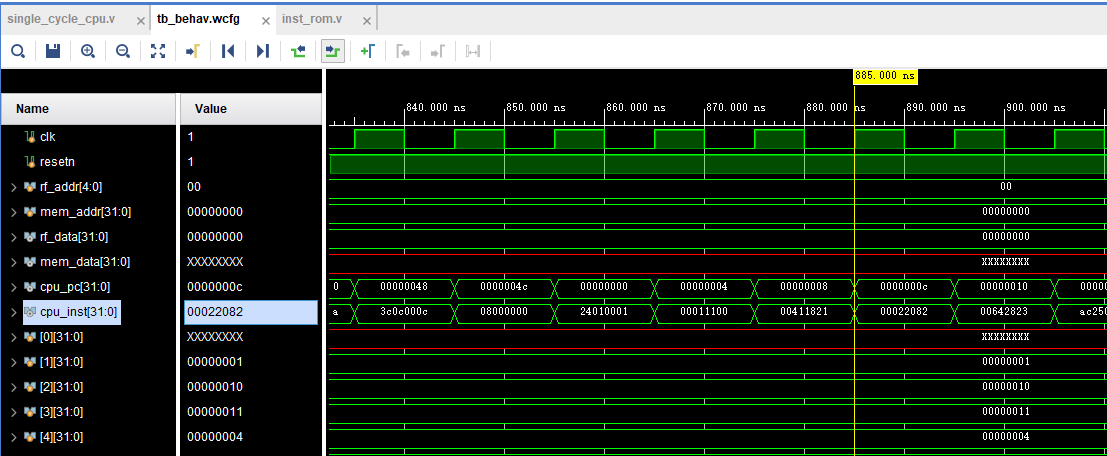 single_cycle_cpu.v × tb_behav.wcfg × inst_rom.v ×
885.000 ns
Name Value
840.000 ns 850.000 ns 860.000 ns 870.000 ns 880.000 ns 890.000 ns 900.000 ns
clk 1
resetn 1
rf_addr[4:0] 00 00
mem_addr[31:0] 00000000 00000000
rf_data[31:0] 00000000 00000000
mem_data[31:0] XXXXXXXX XXXXXXXX
cpu_pc[31:0] 0000000c 0 00000048 0000004c 00000000 00000004 00000008 0000000c 00000010 00000
cpu_inst[31:0] 00022082 a 3c0c000c 08000000 24010001 00011100 00411821 00022082 00642823 ac250
[0][31:0] XXXXXXXX XXXXXXXX
[1][31:0] 00000001 00000001
[2][31:0] 00000010 00000010
[3][31:0] 00000011 00000011
[4][31:0] 00000004 00000004